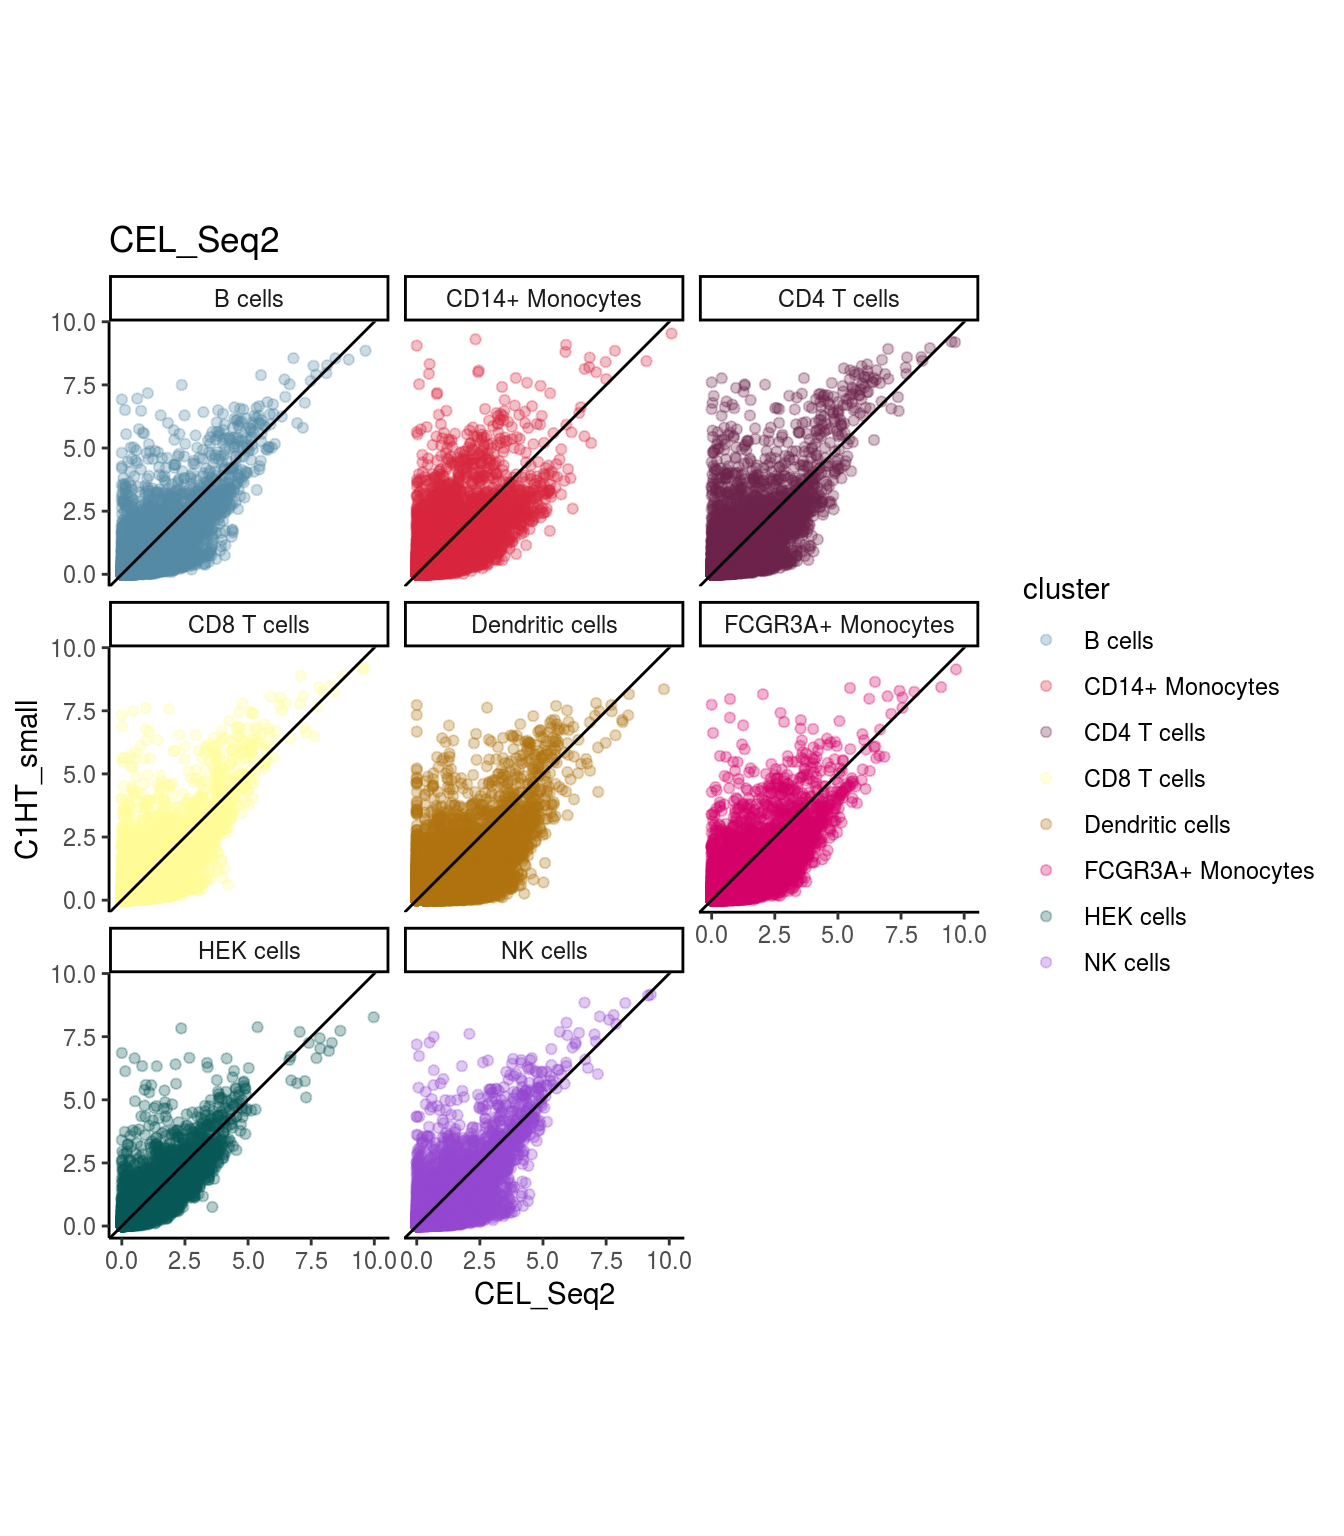 CEL_Seq2
B cells
CD14+ Monocytes
CD4 T cells
10.0
7.5
5.0
2.5
0.0
CD8 T cells
Dendritic cells
FCGR3A+ Monocytes
10.0
7.5
5.0
2.5
0.0
0.0 2.5 5.0 7.5 10.0
HEK cells
NK cells
10.0
7.5
5.0
2.5
0.0
0.0 2.5 5.0 7.5 10.0
0.0 2.5 5.0 7.5 10.0
CEL_Seq2
C1HT_small
cluster
B cells
CD14+ Monocytes
CD4 T cells
CD8 T cells
Dendritic cells
FCGR3A+ Monocytes
HEK cells
NK cells